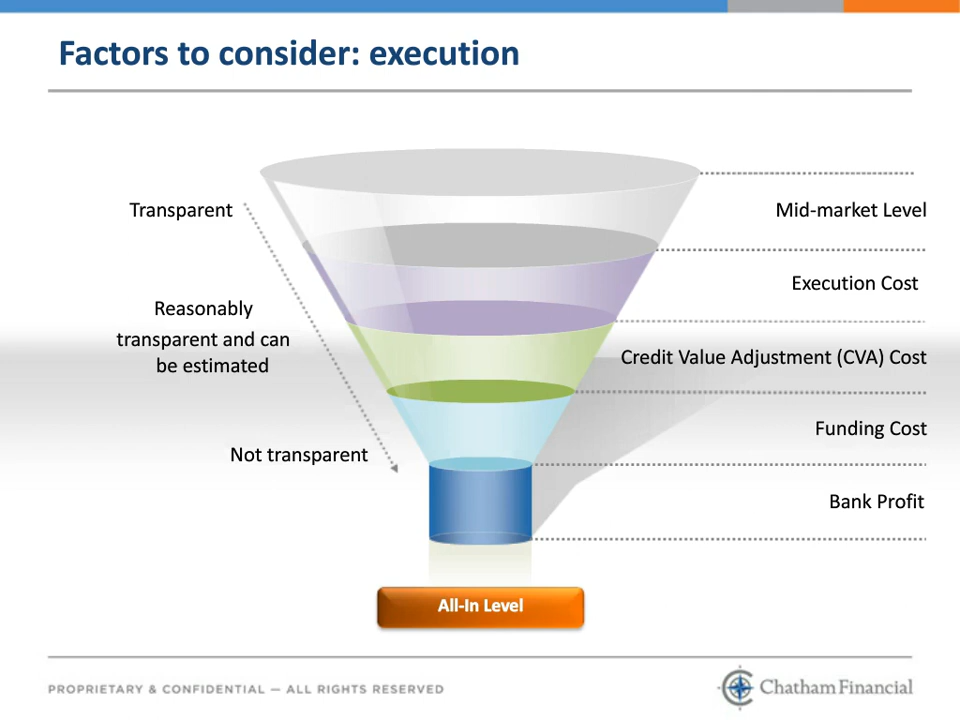 Factors to consider: execution
Transparent
Mid-market Level
Execution Cost
Reasonably
transparent and can
be estimated
Credit Value Adjustment (CVA) Cost
Funding Cost
Not transparent
Bank Profit
All-In Level
PROPRIETARY & CONFIDENTIAL — ALL RIGHTS RESERVED
Chatham Financial